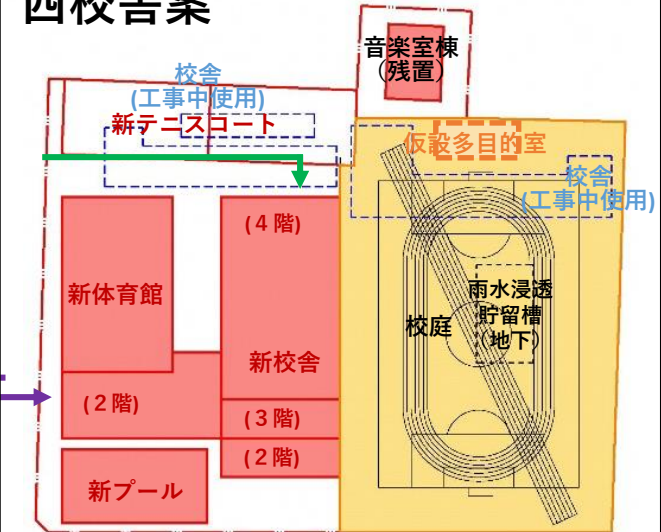 西校舎案
音楽室棟
（残置）
校舎
(工事中使用)
新テニスコート
仮設多目的室
校舎
(工事中使用)
(４階)
新体育館
雨水浸透
貯留槽
（地下）
校庭
新校舎
(２階)
(３階)
(２階)
新プール